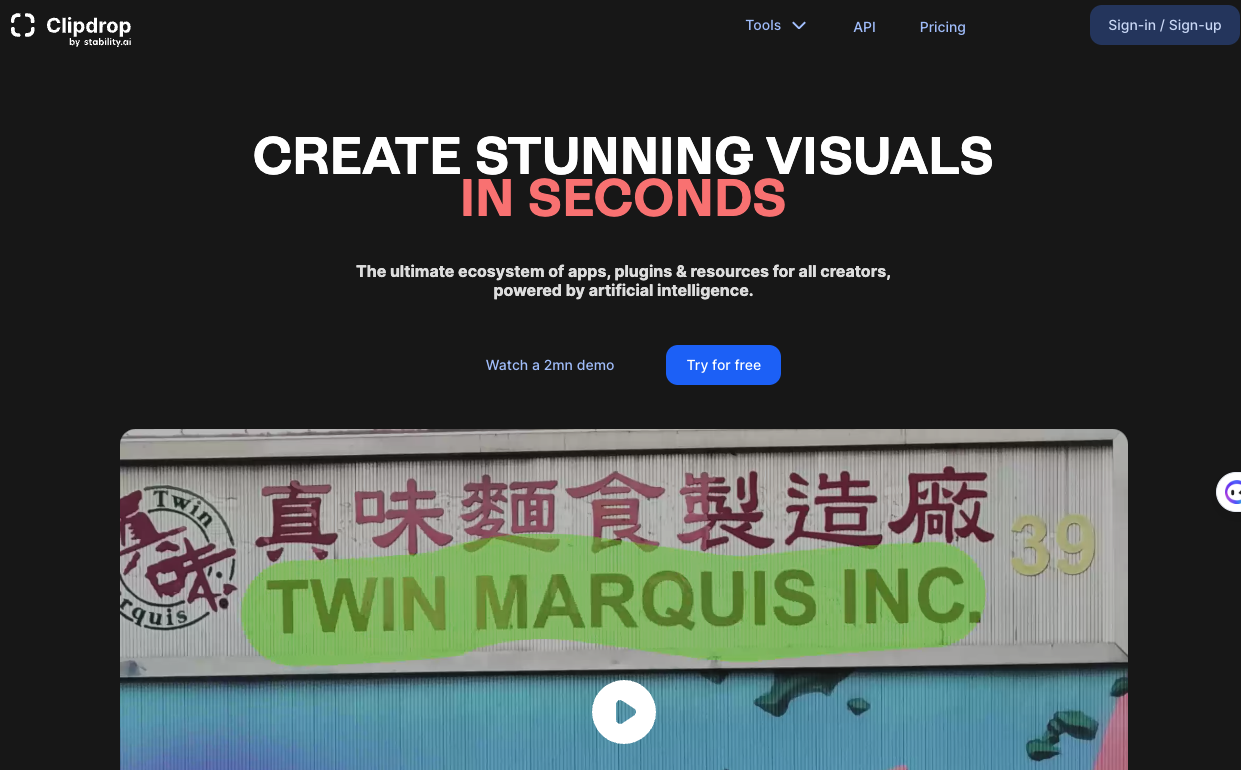 Clipdrop
by stability.ai
Tools
API
Pricing
Sign-in / Sign-up
CREATE STUNNING VISUALS
IN SECONDS
The ultimate ecosystem of apps, plugins & resources for all creators,
powered by artificial intelligence.
Watch a 2mn demo
Try for free
Twin
真味麵食製造廠
39
TWIN MARQUIS INC.
rquis